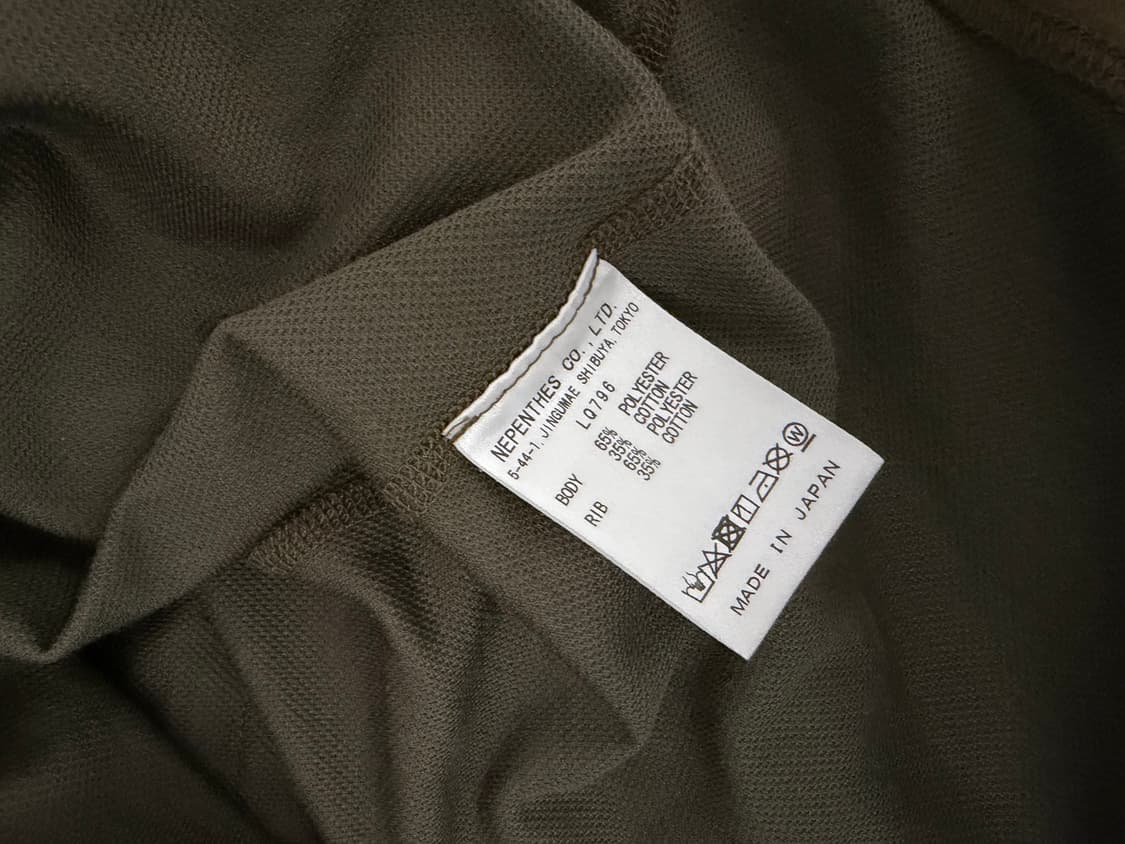 NEPENTHES CO., LTD.
5-44-1, JINGUMAE SHIBUYA, TOKYO
LQ796
BODY 65% POLYESTER
35% COTTON
RIB 65% POLYESTER
35% COTTON
W
MADE IN JAPAN